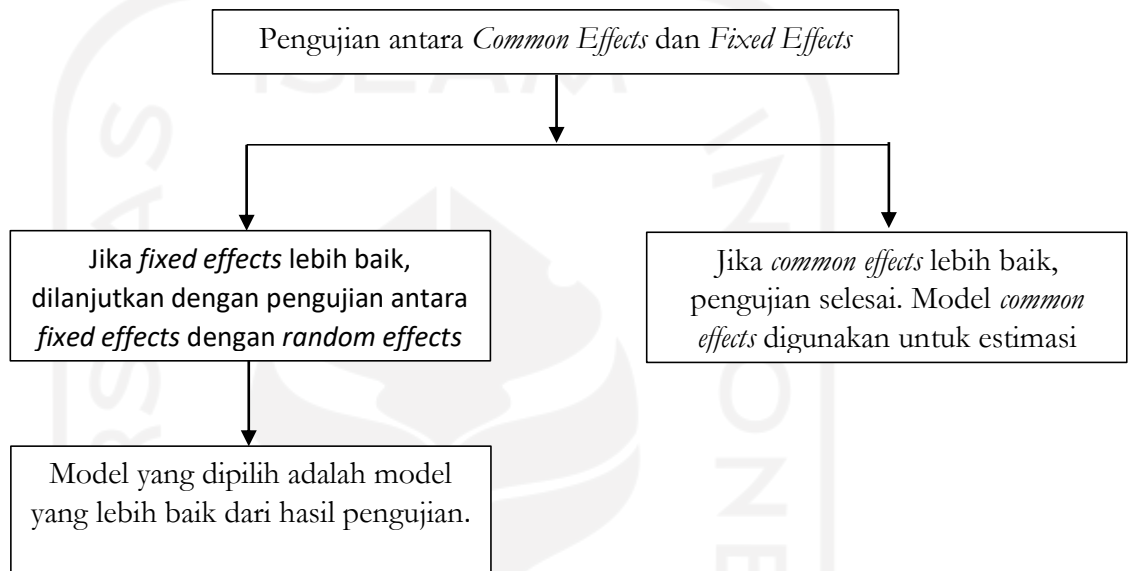 Pengujian antara Common Effects dan Fixed Effects
Jika fixed effects lebih baik,
dilanjutkan dengan pengujian antara
fixed effects dengan random effects
Jika common effects lebih baik,
pengujian selesai. Model common
effects digunakan untuk estimasi
Model yang dipilih adalah model
yang lebih baik dari hasil pengujian.